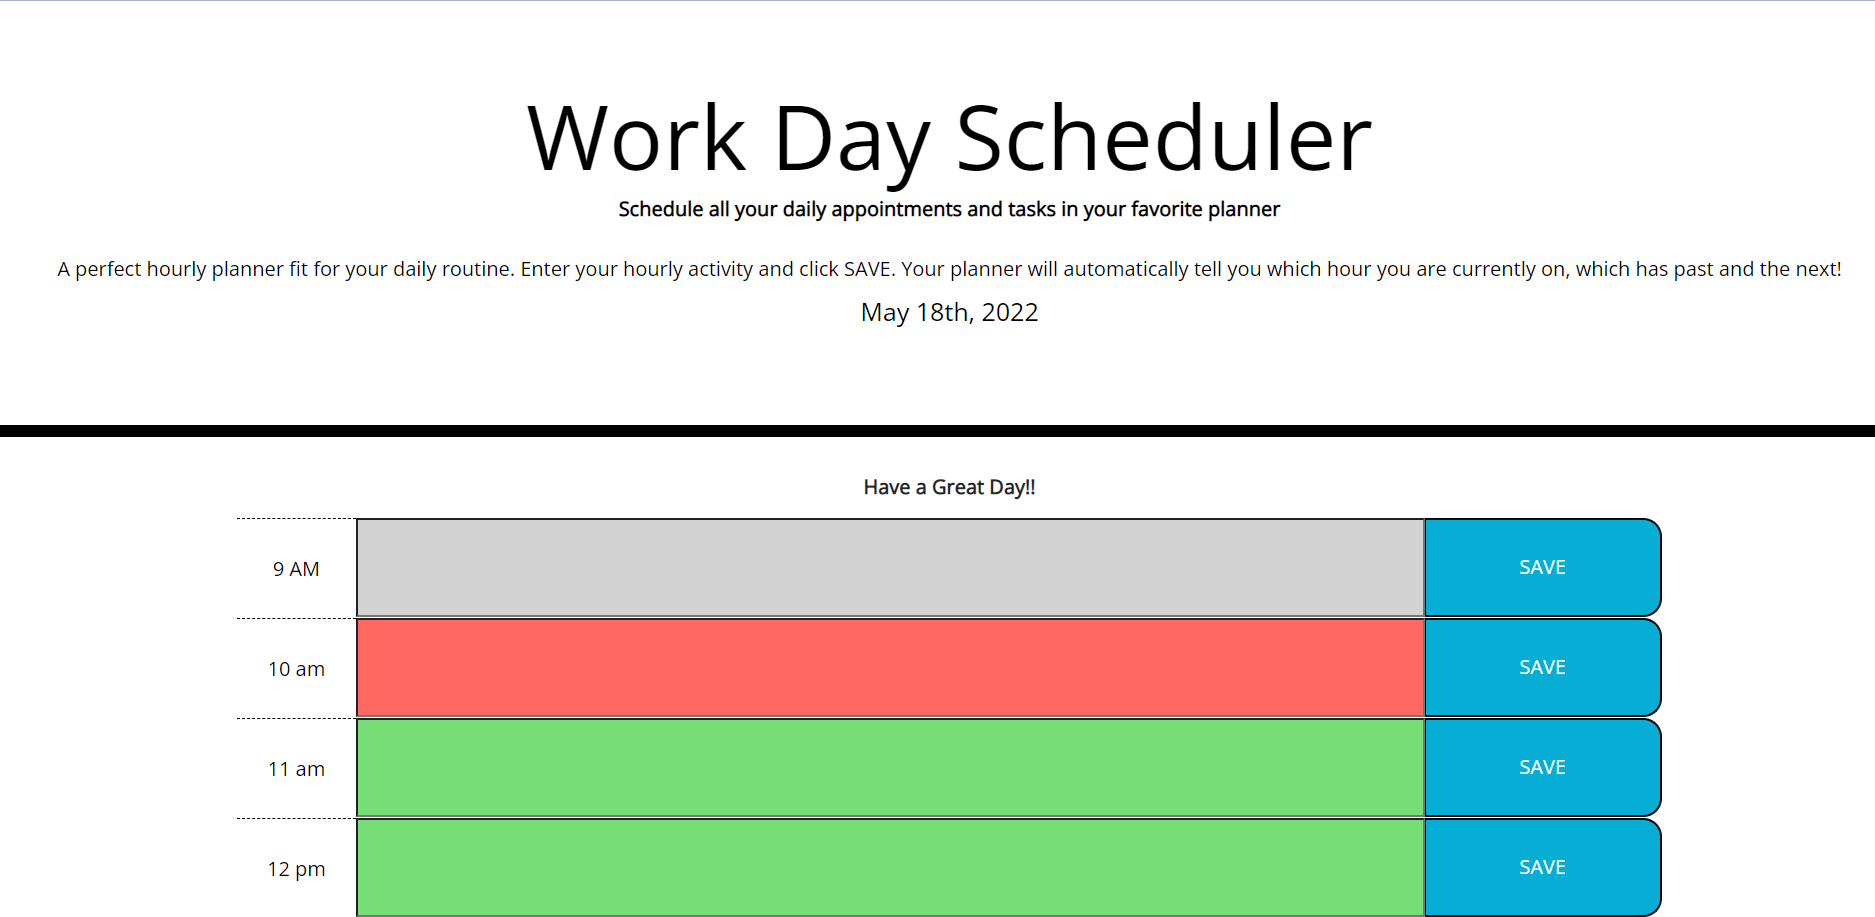 Work Day Scheduler
Schedule all your daily appointments and tasks in your favorite planner
A perfect hourly planner fit for your daily routine. Enter your hourly activity and click SAVE. Your planner will automatically tell you which hour you are currently on, which has past and the next!
May 18th, 2022
Have a Great Day!!
9 AM SAVE
10 am SAVE
11 am SAVE
12 pm SAVE